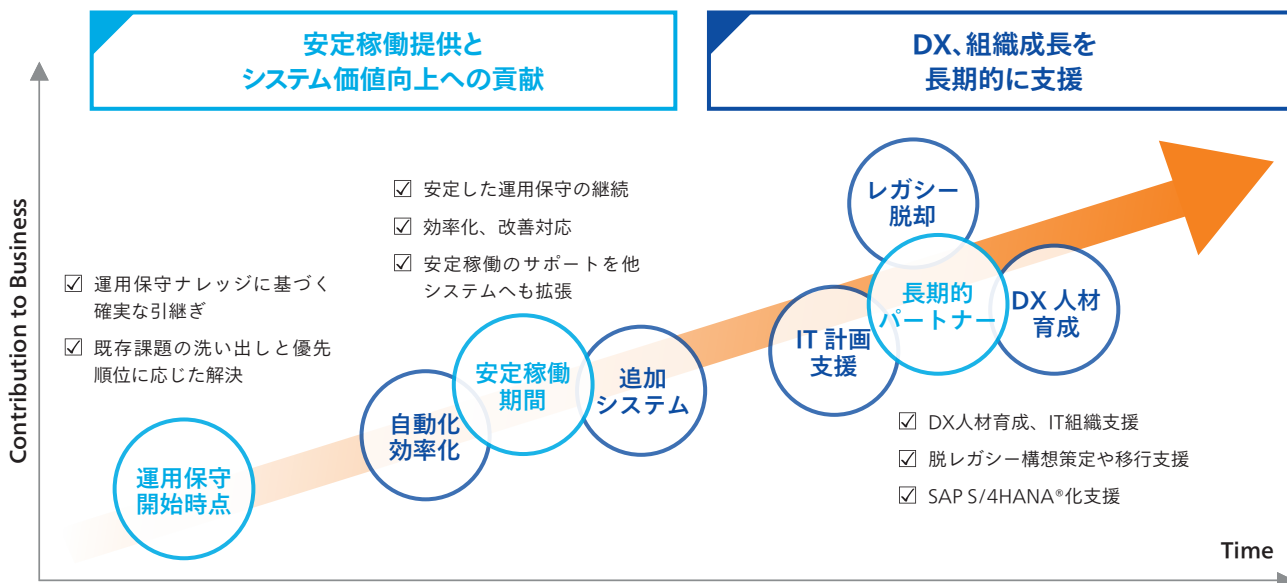 安定稼働提供と
システム価値向上への貢献
DX、組織成長を
長期的に支援
Contribution to Business
☑ 運用保守ナレッジに基づく
確実な引継ぎ
☑ 既存課題の洗い出しと優先
順位に応じた解決
運用保守
開始時点
☑ 安定した運用保守の継続
☑ 効率化、改善対応
☑ 安定稼働のサポートを他
システムへも拡張
自動化
効率化
安定稼働
期間
追加
システム
レガシー
脱却
IT 計画
支援
長期的
パートナー
DX 人材
育成
☑ DX人材育成、IT組織支援
☑ 脱レガシー構想策定や移行支援
☑ SAP S/4HANA®化支援
Time